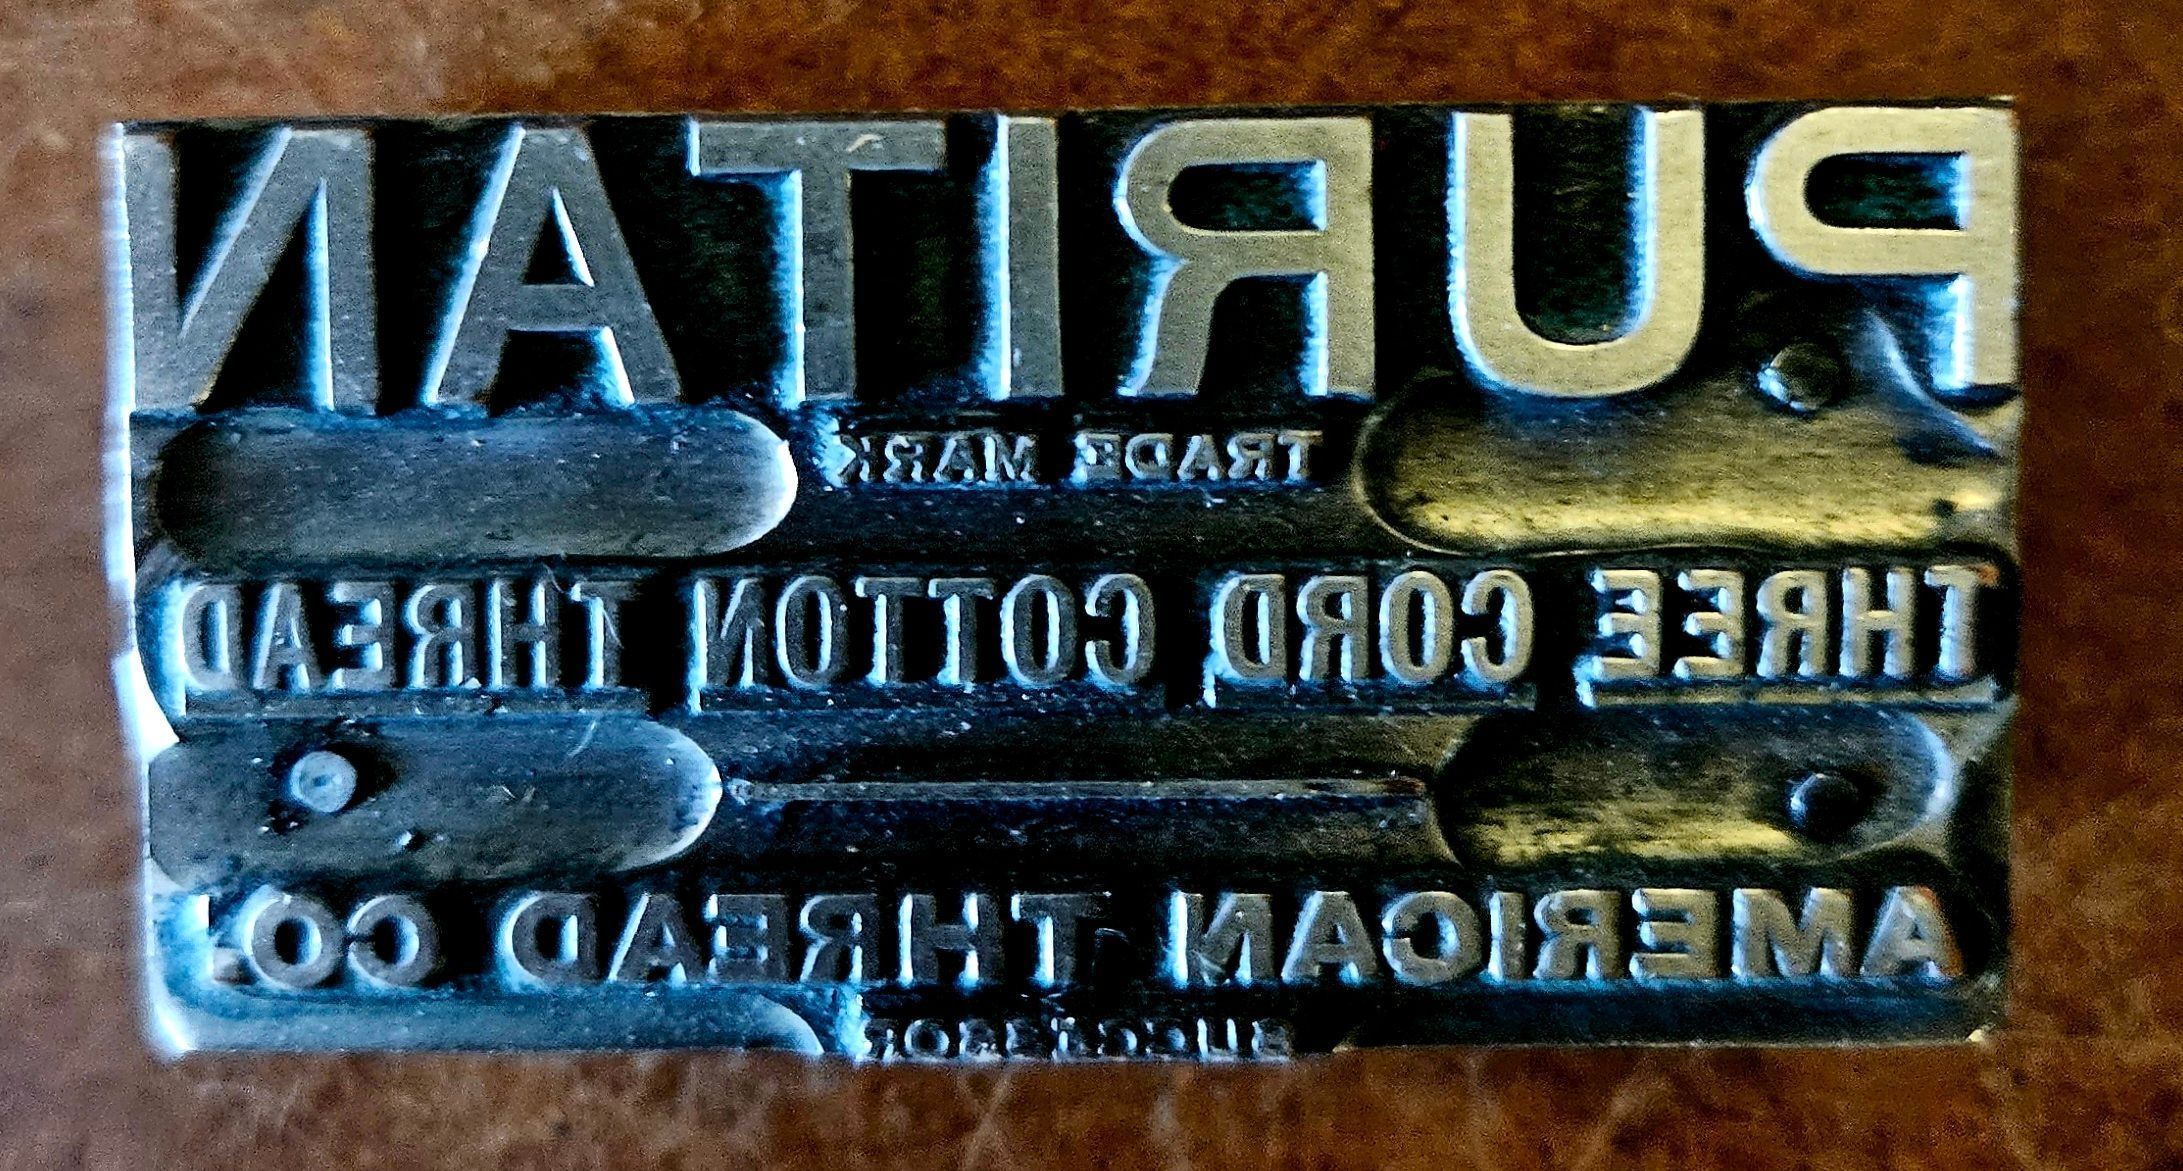 PURITAN
TRADE MARK
THREE CORD COTTON THREAD
AMERICAN THREAD CO.
SUCCESSOR